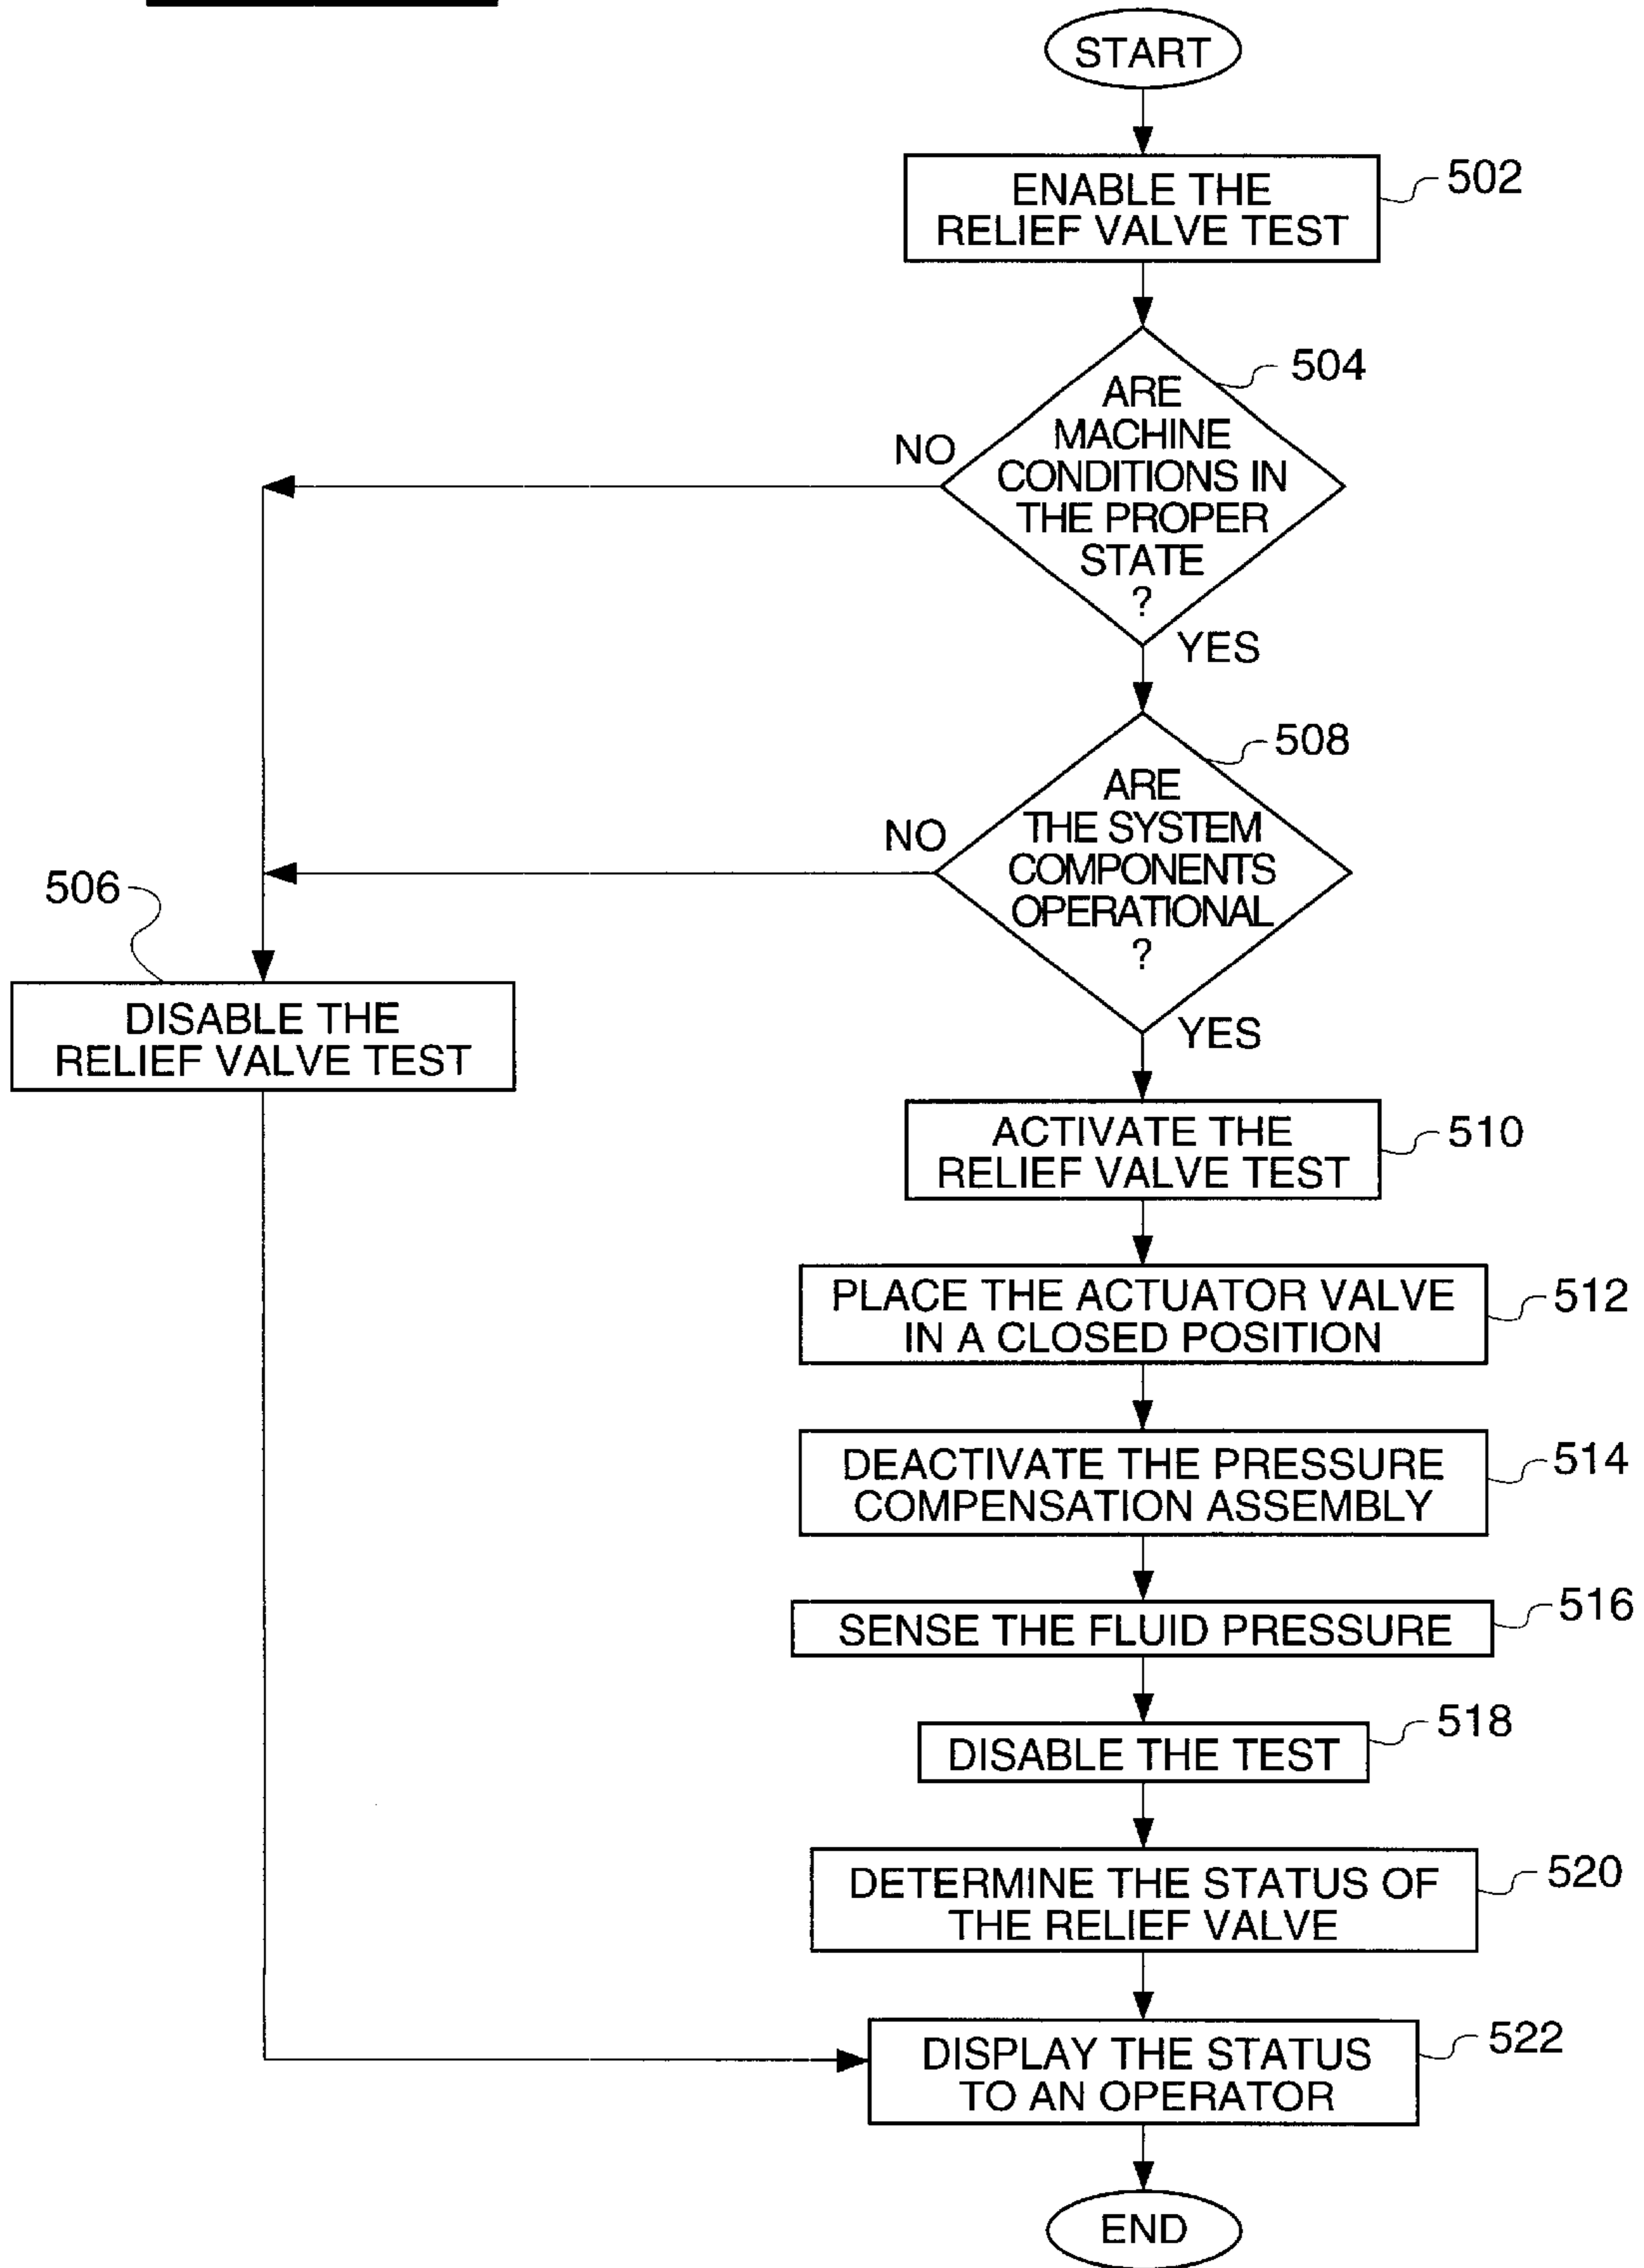 START
ENABLE THE
RELIEF VALVE TEST
502
ARE
MACHINE
CONDITIONS IN
THE PROPER
STATE
?
504
NO
YES
ARE
THE SYSTEM
COMPONENTS
OPERATIONAL
?
508
NO
YES
506
DISABLE THE
RELIEF VALVE TEST
ACTIVATE THE
RELIEF VALVE TEST
510
PLACE THE ACTUATOR VALVE
IN A CLOSED POSITION
512
DEACTIVATE THE PRESSURE
COMPENSATION ASSEMBLY
514
SENSE THE FLUID PRESSURE
516
DISABLE THE TEST
518
DETERMINE THE STATUS OF
THE RELIEF VALVE
520
DISPLAY THE STATUS
TO AN OPERATOR
522
END